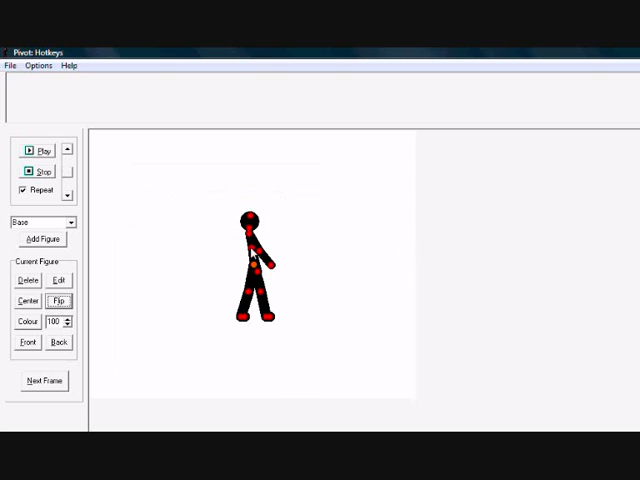 Pivot: Hotkeys
File Options Help
Play
Stop
Repeat
Base
Add Figure
Current Figure
Delete Edit
Center Flip
Colour 100
Front Back
Next Frame